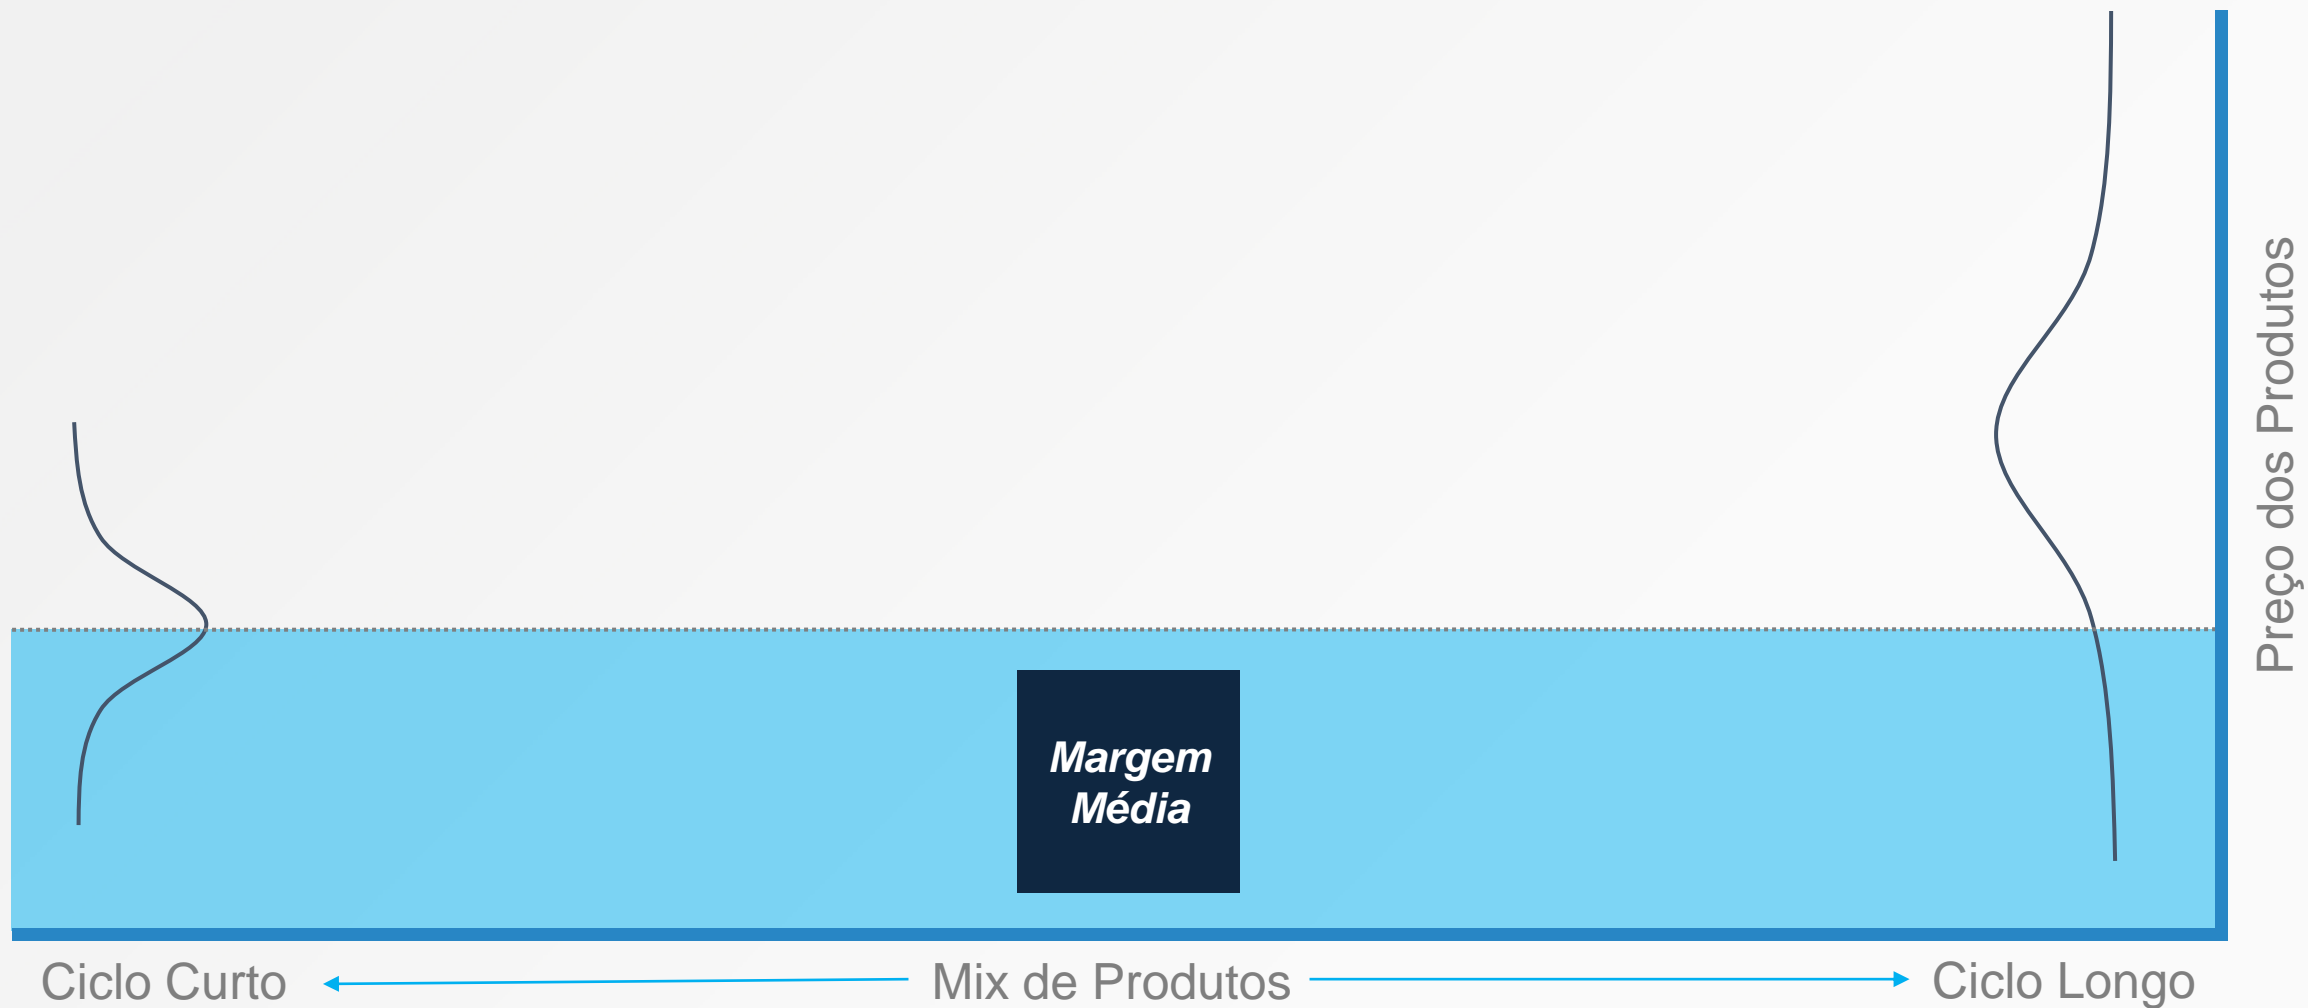 Preço dos Produtos
Margem
Média
Ciclo Curto
Mix de Produtos
Ciclo Longo